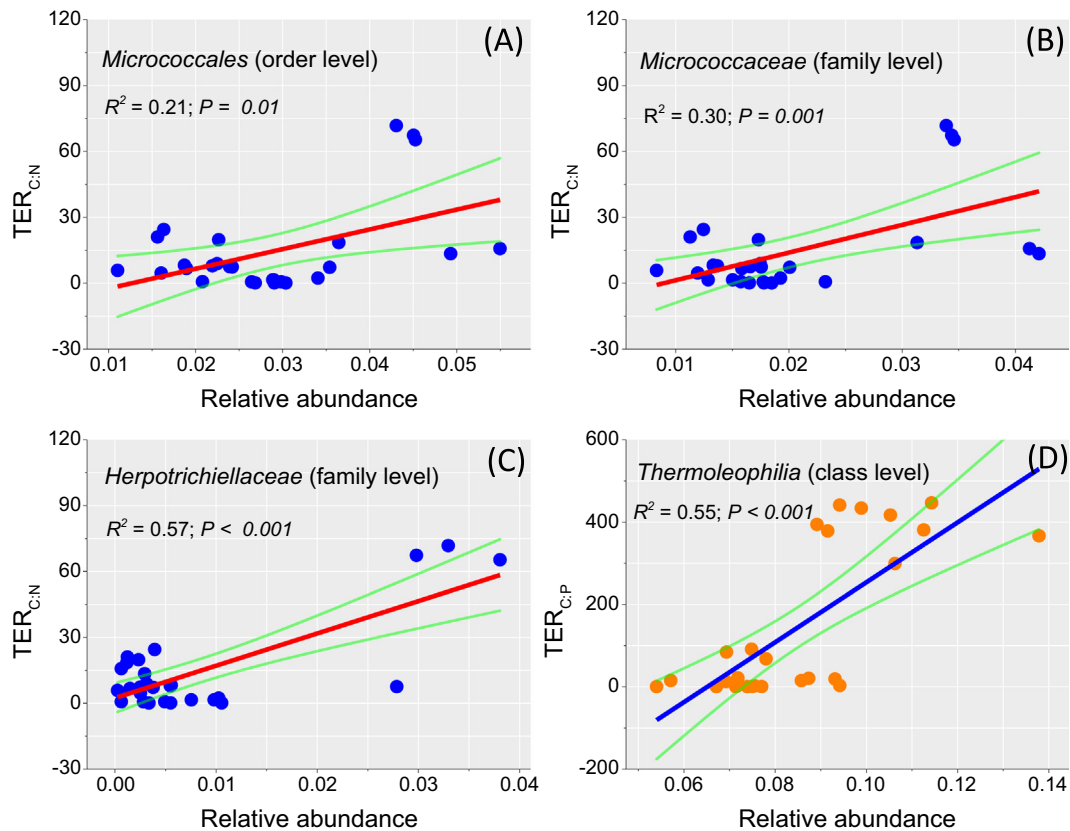 120
(A)
Micrococcales (order level)
90
R² = 0.21; P = 0.01
60
TER C:N
30
0
-30
0.01 0.02 0.03 0.04 0.05
Relative abundance
120
(B)
Micrococcaceae (family level)
90
R² = 0.30; P = 0.001
60
TER C:N
30
0
-30
0.01 0.02 0.03 0.04
Relative abundance
120
(C)
Herpotrichiellaceae (family level)
90
R² = 0.57; P < 0.001
60
TER C:N
30
0
-30
0.00 0.01 0.02 0.03 0.04
Relative abundance
600
(D)
Thermoleophilia (class level)
R² = 0.55; P < 0.001
400
TER C:P
200
0
-200
0.06 0.08 0.10 0.12 0.14
Relative abundance